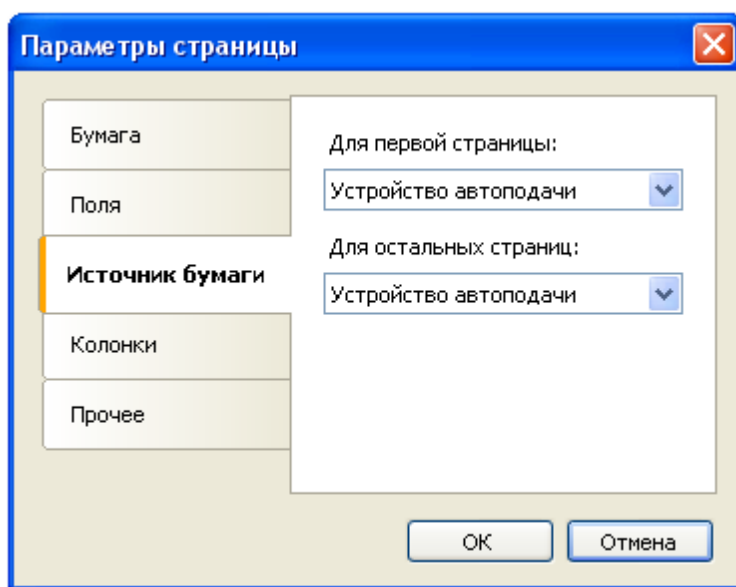 Параметры страницы
Бумага
Поля
Источник бумаги
Колонки
Прочее
Для первой страницы:
Устройство автоподачи
Для остальных страниц:
Устройство автоподачи
ОК
Отмена